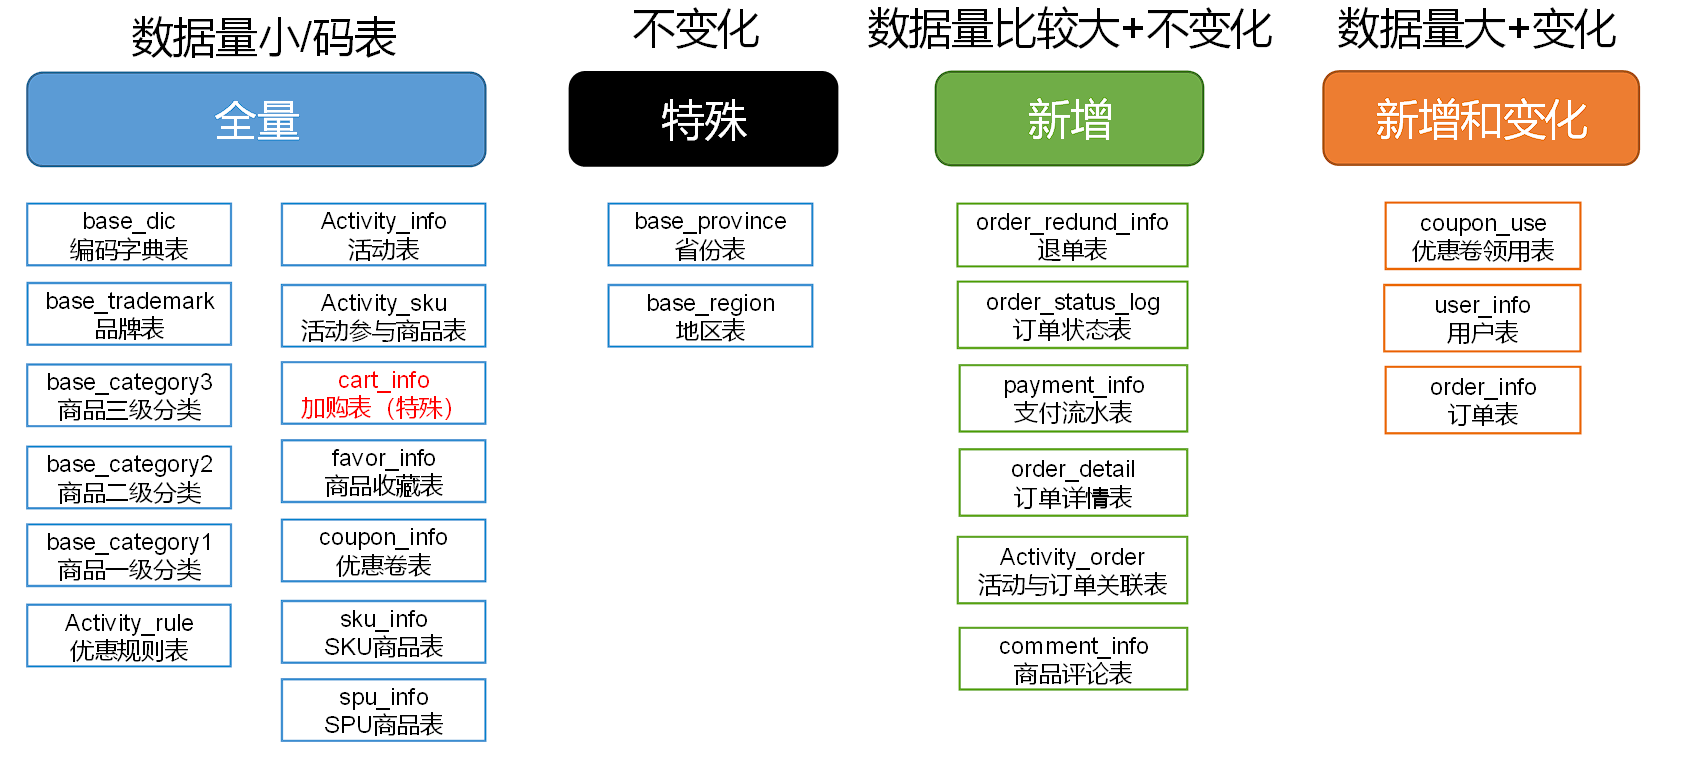 数据量小/码表
全量
base_dic
编码字典表
base_trademark
品牌表
base_category3
商品三级分类
base_category2
商品二级分类
base_category1
商品一级分类
Activity_rule
优惠规则表
Activity_info
活动表
Activity_sku
活动参与商品表
cart_info
加购表（特殊）
favor_info
商品收藏表
coupon_info
优惠卷表
sku_info
SKU商品表
spu_info
SPU商品表
不变化
特殊
base_province
省份表
base_region
地区表
数据量比较大+不变化
新增
order_redund_info
退单表
order_status_log
订单状态表
payment_info
支付流水表
order_detail
订单详情表
Activity_order
活动与订单关联表
comment_info
商品评论表
数据量大+变化
新增和变化
coupon_use
优惠卷领用表
user_info
用户表
order_info
订单表